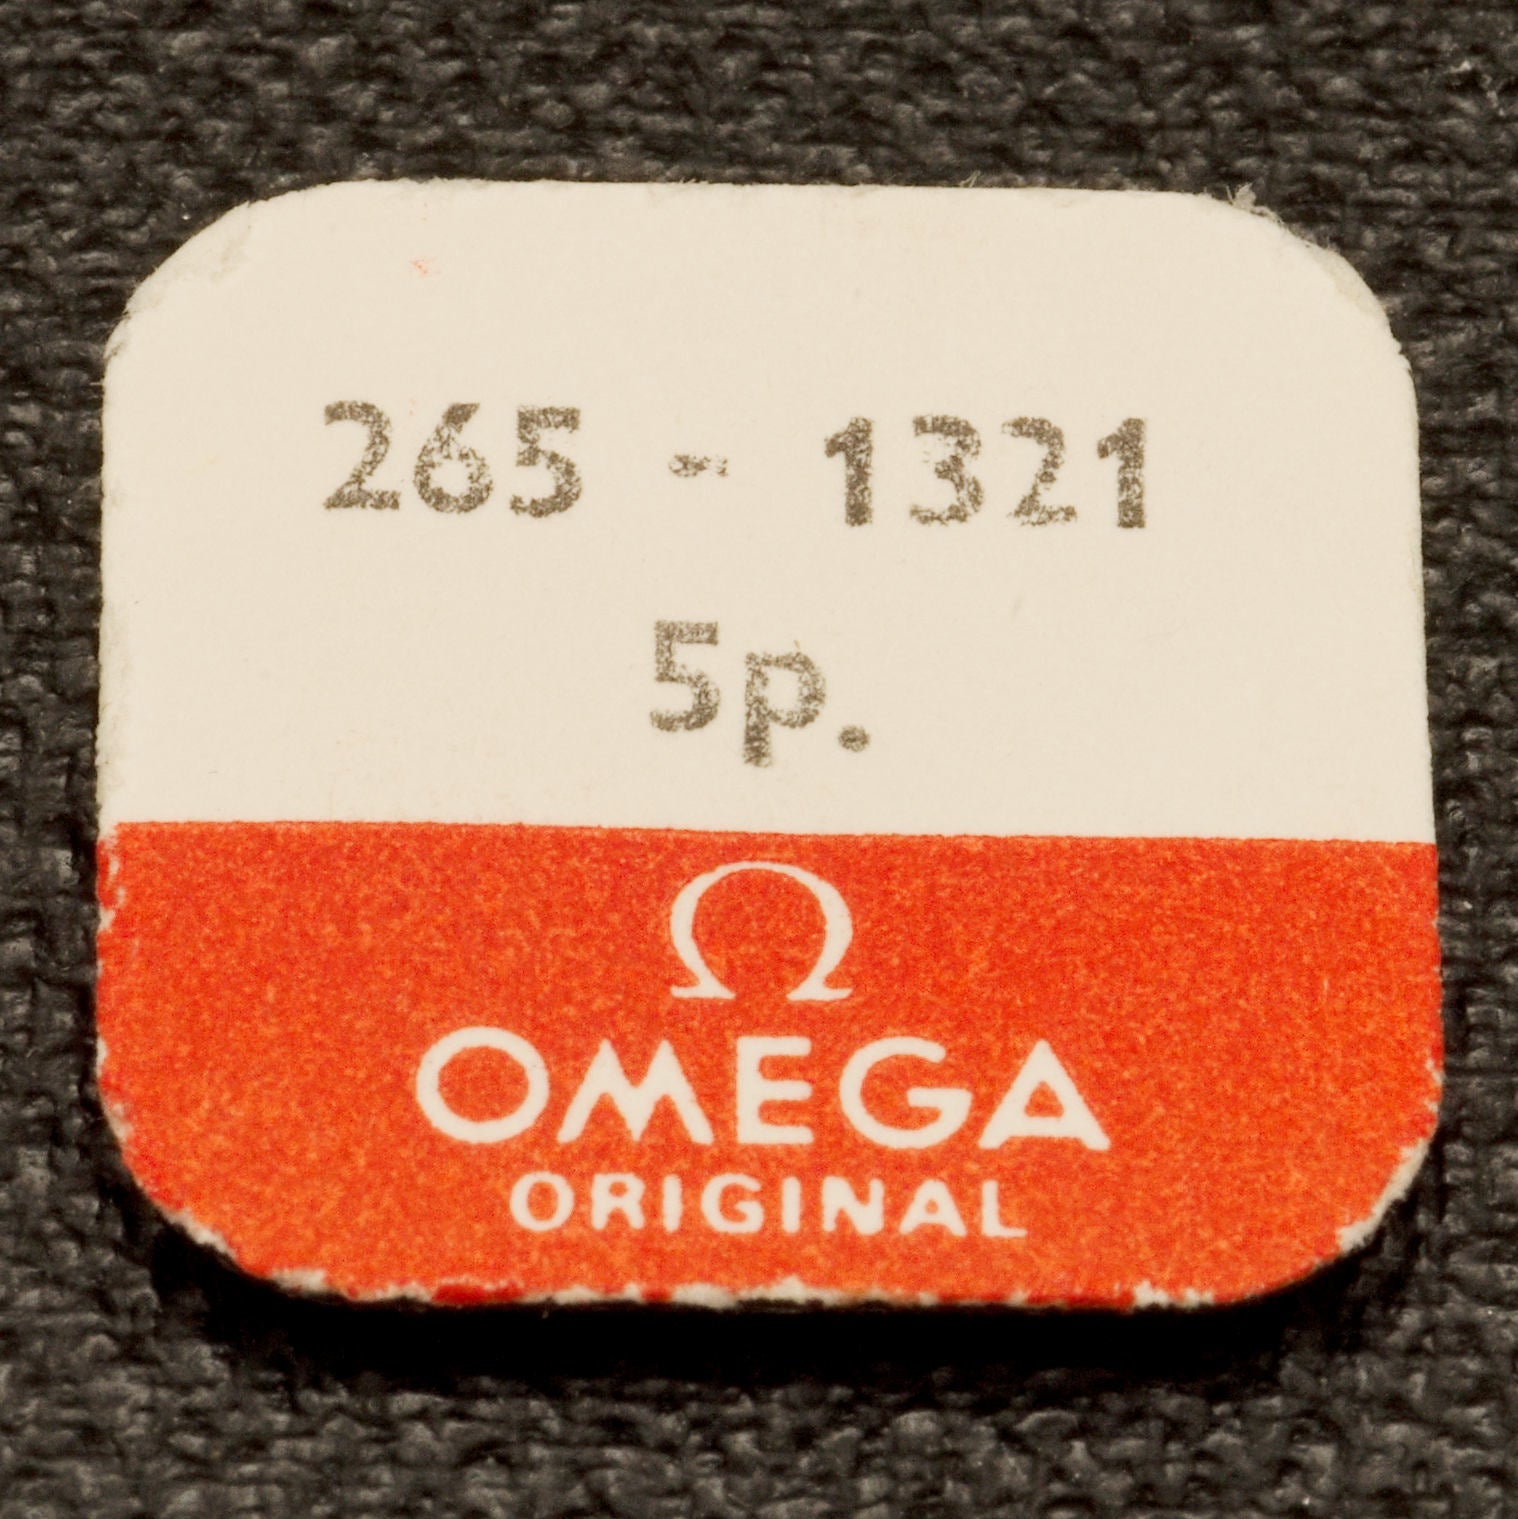 265 - 1321
5p.
Ω
OMEGA
ORIGINAL